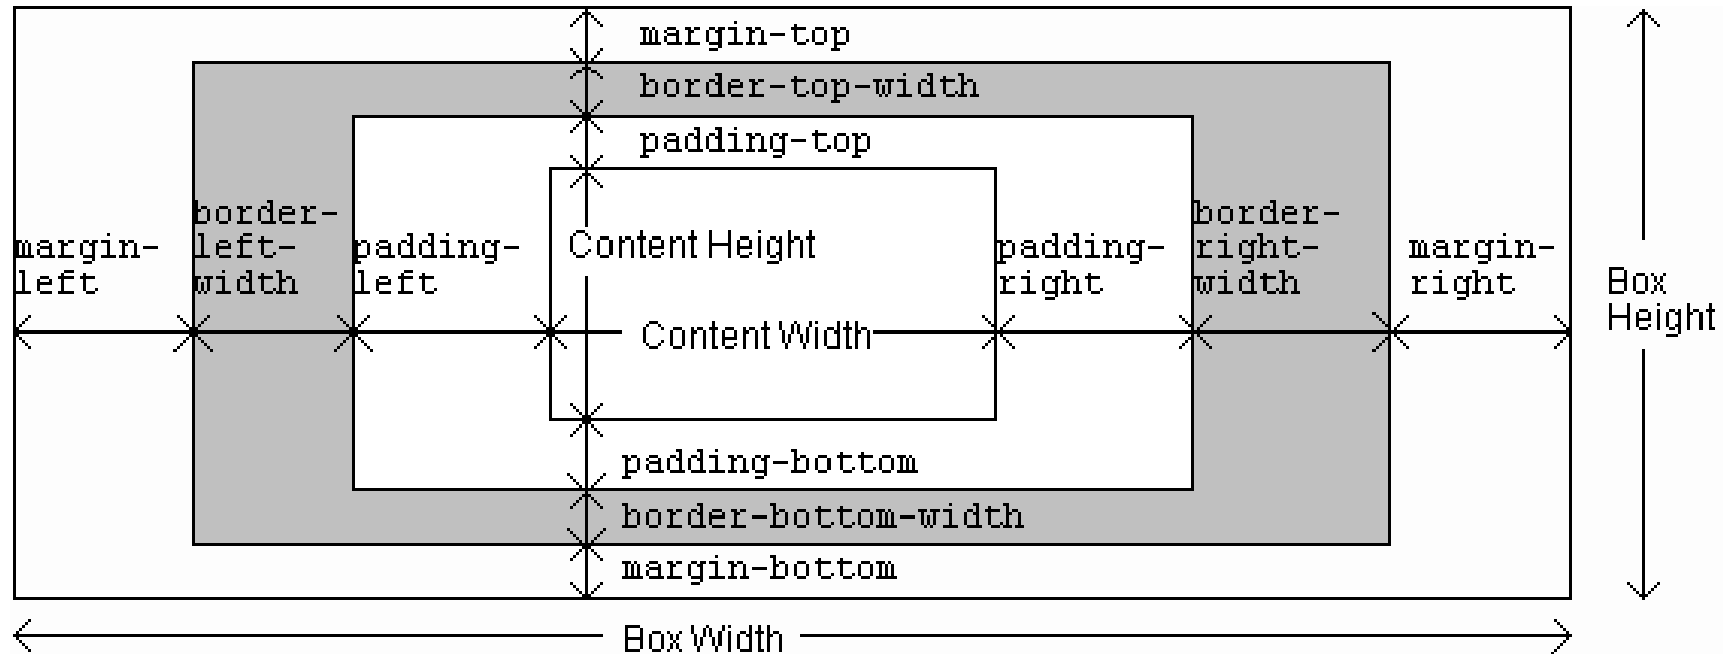 margin-top
border-top-width
padding-top
margin-
left
border-
left-
width
padding-
left
Content Height
Content Width
padding-
right
border-
right-
width
margin-
right
Box
Height
padding-bottom
border-bottom-width
margin-bottom
Box Width